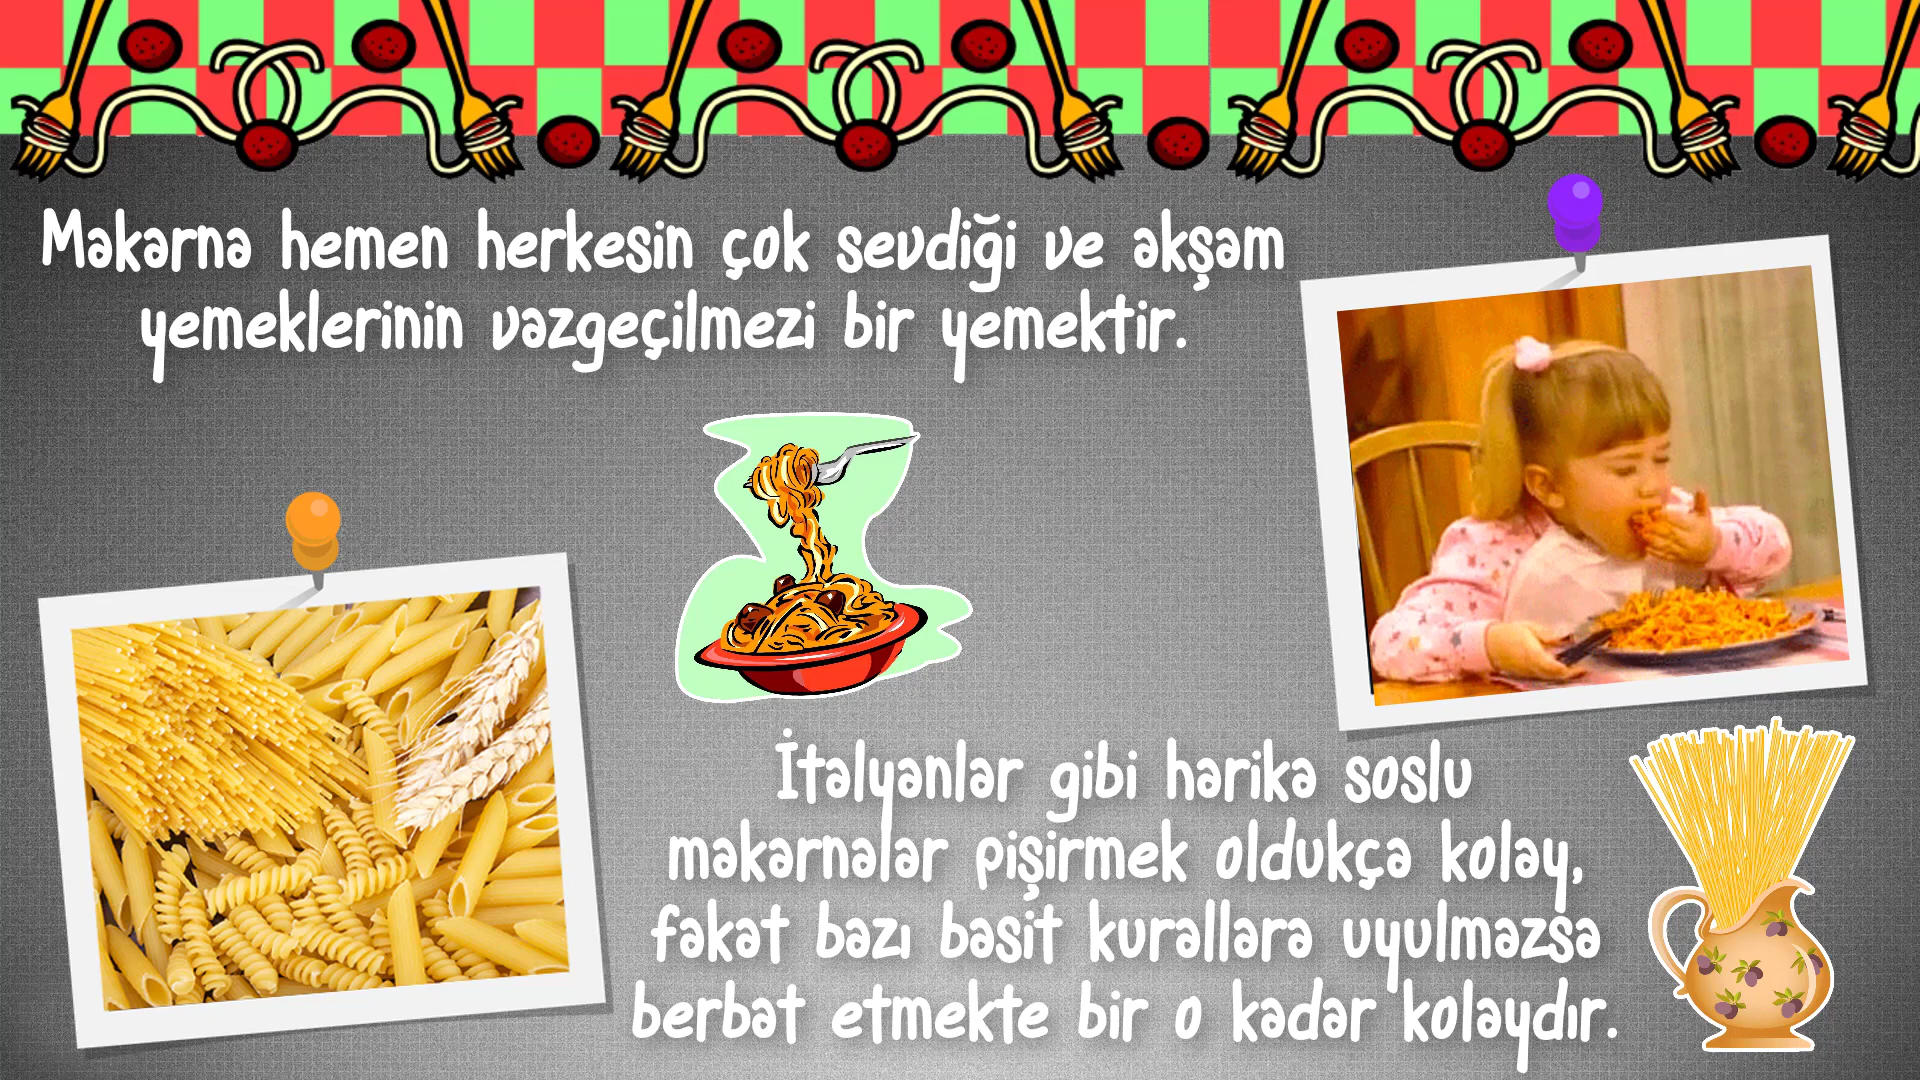 Makarna hemen herkesin çok sevdiği ve akşam
yemeklerinin vazgeçilmezi bir yemektir.
İtalyanlar gibi harika soslu
makarnalar pişirmek oldukça kolay,
fakat bazı basit kurallara uyulmazsa
berbat etmekte bir o kadar kolaydır.